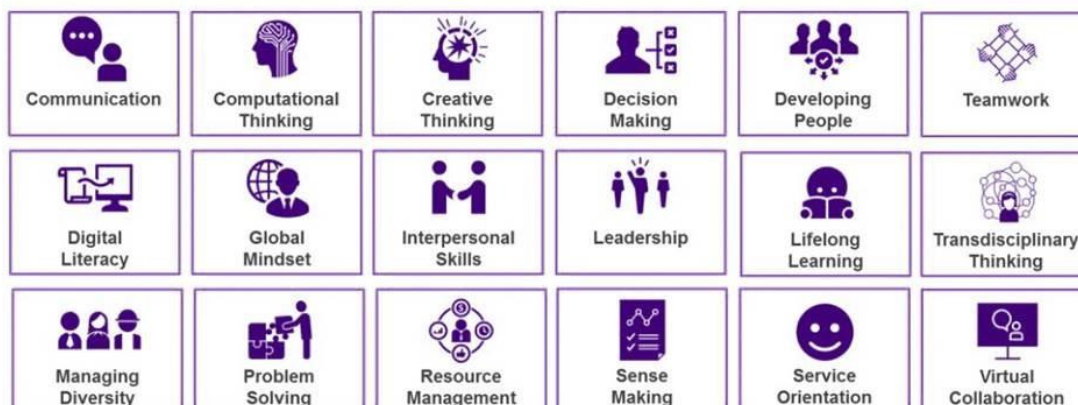 Communication
Computational
Thinking
Creative
Thinking
Decision
Making
Developing
People
Teamwork
Digital
Literacy
Global
Mindset
Interpersonal
Skills
Leadership
Lifelong
Learning
Transdisciplinary
Thinking
Managing
Diversity
Problem
Solving
Resource
Management
Sense
Making
Service
Orientation
Virtual
Collaboration